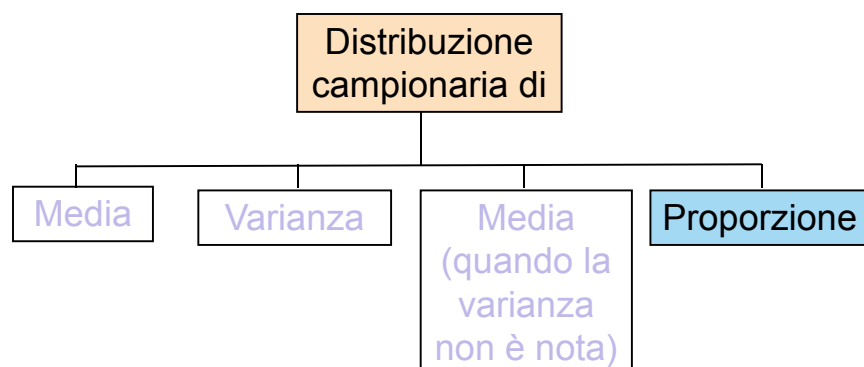 Distribuzione
campionaria di
Media
Varianza
Media
(quando la
varianza
non è nota)
Proporzione